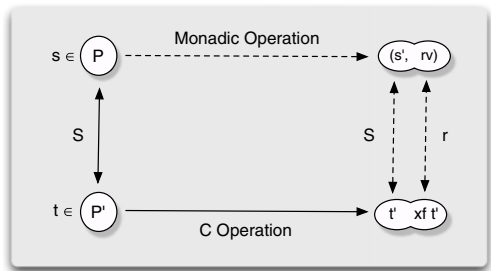 Monadic Operation
s ∈ P
(s', rv)
S
S
r
t ∈ P'
t' xf t'
C Operation